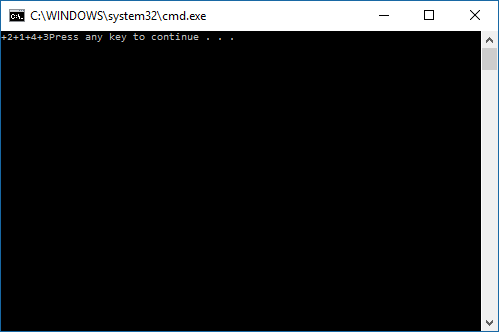 C:\WINDOWS\system32\cmd.exe
+2+1+4+3Press any key to continue . . .